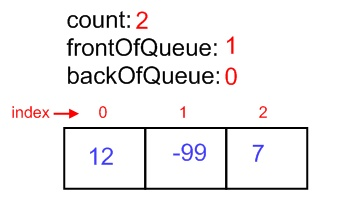 count: 2
frontOfQueue: 1
backOfQueue: 0
index 0 1 2
12 -99 7